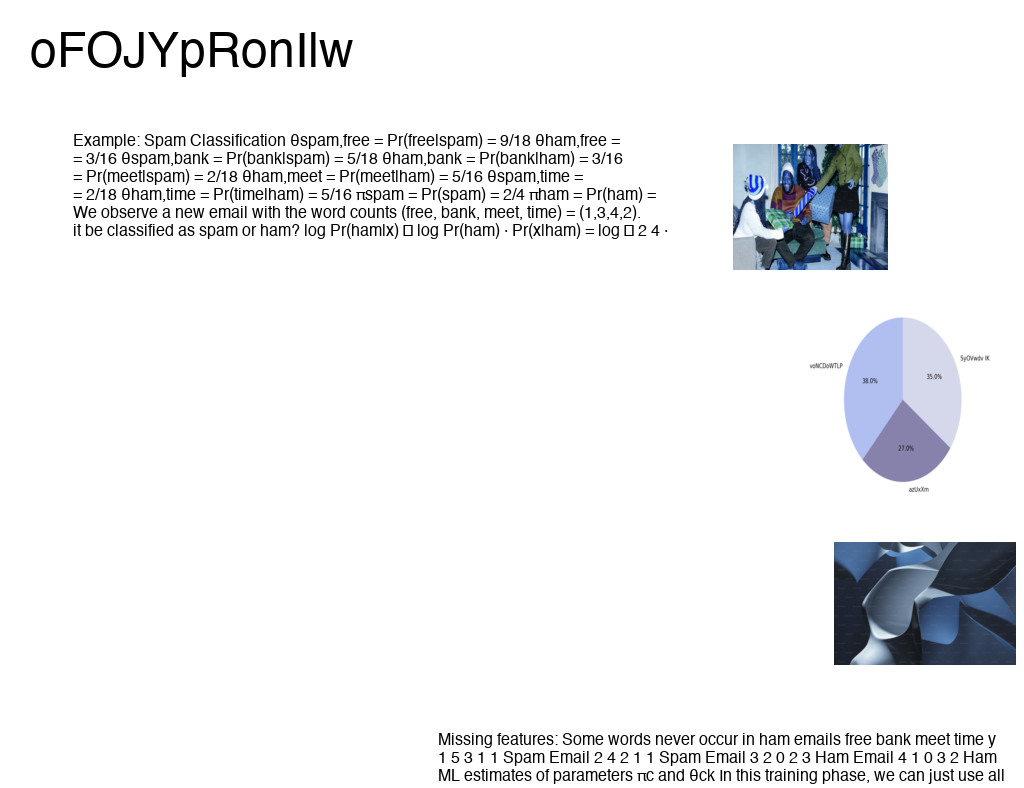 oFOJYpRonIlw
Example: Spam Classification θspam,free = Pr(free|spam) = 9/18 θham,free =
= 3/16 θspam,bank = Pr(bank|spam) = 5/18 θham,bank = Pr(bank|ham) = 3/16
= Pr(meet|spam) = 2/18 θham,meet = Pr(meet|ham) = 5/16 θspam,time =
= 2/18 θham,time = Pr(time|ham) = 5/16 πspam = Pr(spam) = 2/4 πham = Pr(ham) =
We observe a new email with the word counts (free, bank, meet, time) = (1,3,4,2).
it be classified as spam or ham? log Pr(ham|x) □ log Pr(ham) · Pr(x|ham) = log □ 2 4 ·
voNCDoWTLP
SyOVwdv IK
38.0%
35.0%
27.0%
azUxXm
Missing features: Some words never occur in ham emails free bank meet time y
1 5 3 1 1 Spam Email 2 4 2 1 1 Spam Email 3 2 0 2 3 Ham Email 4 1 0 3 2 Ham
ML estimates of parameters πc and θck In this training phase, we can just use all